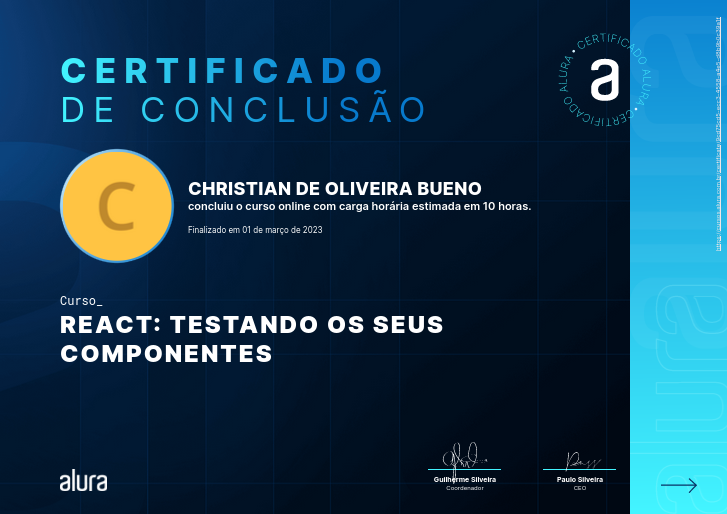 CERTIFICADO
DE CONCLUSÃO
CERTIFICADO ALURA • CERTIFICADO ALURA •
a
C
CHRISTIAN DE OLIVEIRA BUENO
concluiu o curso online com carga horária estimada em 10 horas.
Finalizado em 01 de março de 2023
Curso_
REACT: TESTANDO OS SEUS
COMPONENTES
alura
Guilherme Silveira
Coordenador
Paulo Silveira
CEO
alura